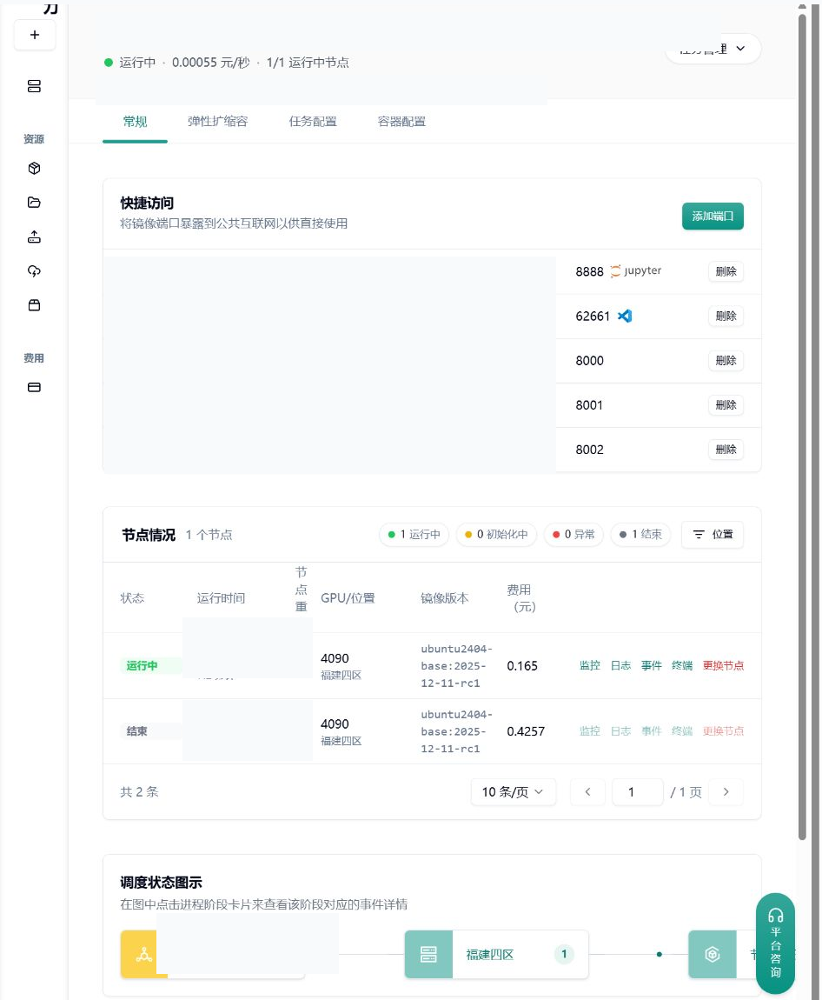 力
运行中 · 0.00055 元/秒 · 1/1 运行中节点
任务管理
常规 弹性扩缩容 任务配置 容器配置
资源
费用
快捷访问
将镜像端口暴露到公共互联网以供直接使用
添加端口
8888 jupyter 删除
62661 删除
8000 删除
8001 删除
8002 删除
节点情况 1 个节点 1 运行中 0 初始化中 0 异常 1 结束 位置
状态 运行时间 节点重 GPU/位置 镜像版本 费用（元）
运行中 4090 福建四区 ubuntu2404-base:2025-12-11-rc1 0.165 监控 日志 事件 终端 更换节点
结束 4090 福建四区 ubuntu2404-base:2025-12-11-rc1 0.4257 监控 日志 事件 终端 更换节点
共 2 条 10 条/页 1 / 1 页
调度状态图示
在图中点击进程阶段卡片来查看该阶段对应的事件详情
福建四区 1
平台咨询